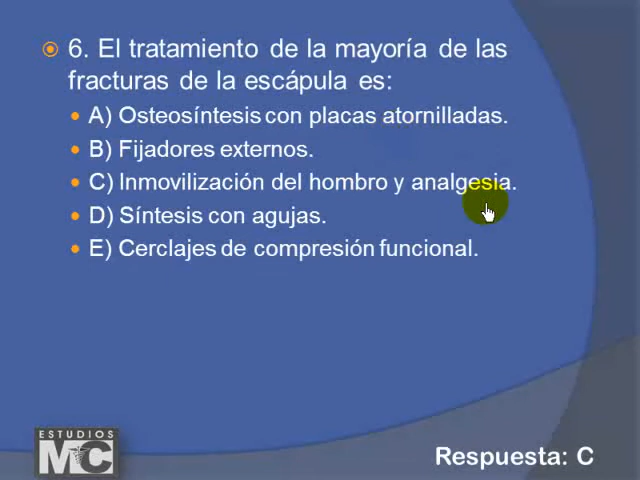 6. El tratamiento de la mayoría de las
fracturas de la escápula es:
A) Osteosíntesis con placas atornilladas.
B) Fijadores externos.
C) Inmovilización del hombro y analgesia.
D) Síntesis con agujas.
E) Cerclajes de compresión funcional.
ESTUDIOS
MC
Respuesta: C